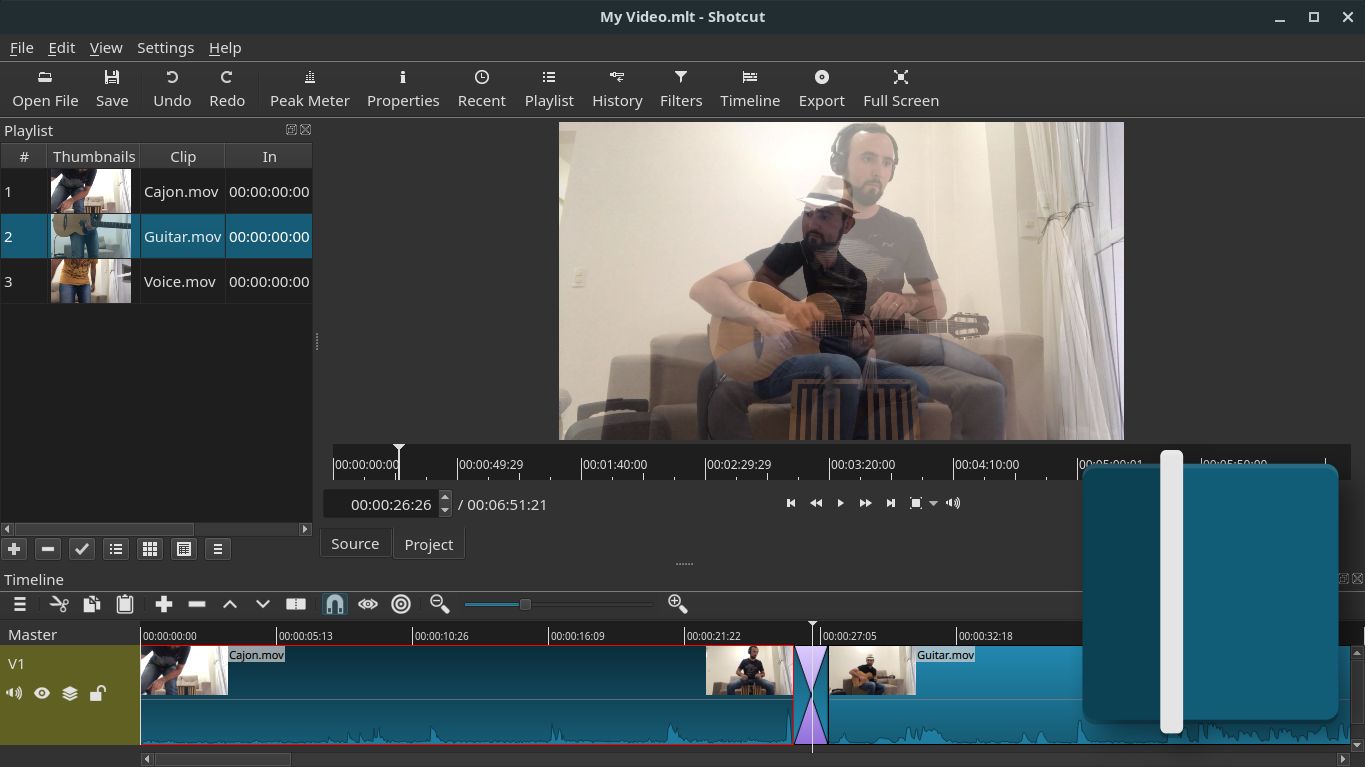 My Video.mlt - Shotcut
File Edit View Settings Help
Open File Save Undo Redo Peak Meter Properties Recent Playlist History Filters Timeline Export Full Screen
Playlist
# Thumbnails Clip In
1 Cajon.mov 00:00:00:00
2 Guitar.mov 00:00:00:00
3 Voice.mov 00:00:00:00
00:00:00:00 00:00:49:29 00:01:40:00 00:02:29:29 00:03:20:00 00:04:10:00 00:05:00:01 00:05:50:00
00:00:26:26 / 00:06:51:21
Source Project
Timeline
Master 00:00:00:00 00:00:05:13 00:00:10:26 00:00:16:09 00:00:21:22 00:00:27:05 00:00:32:18
V1 Cajon.mov Guitar.mov